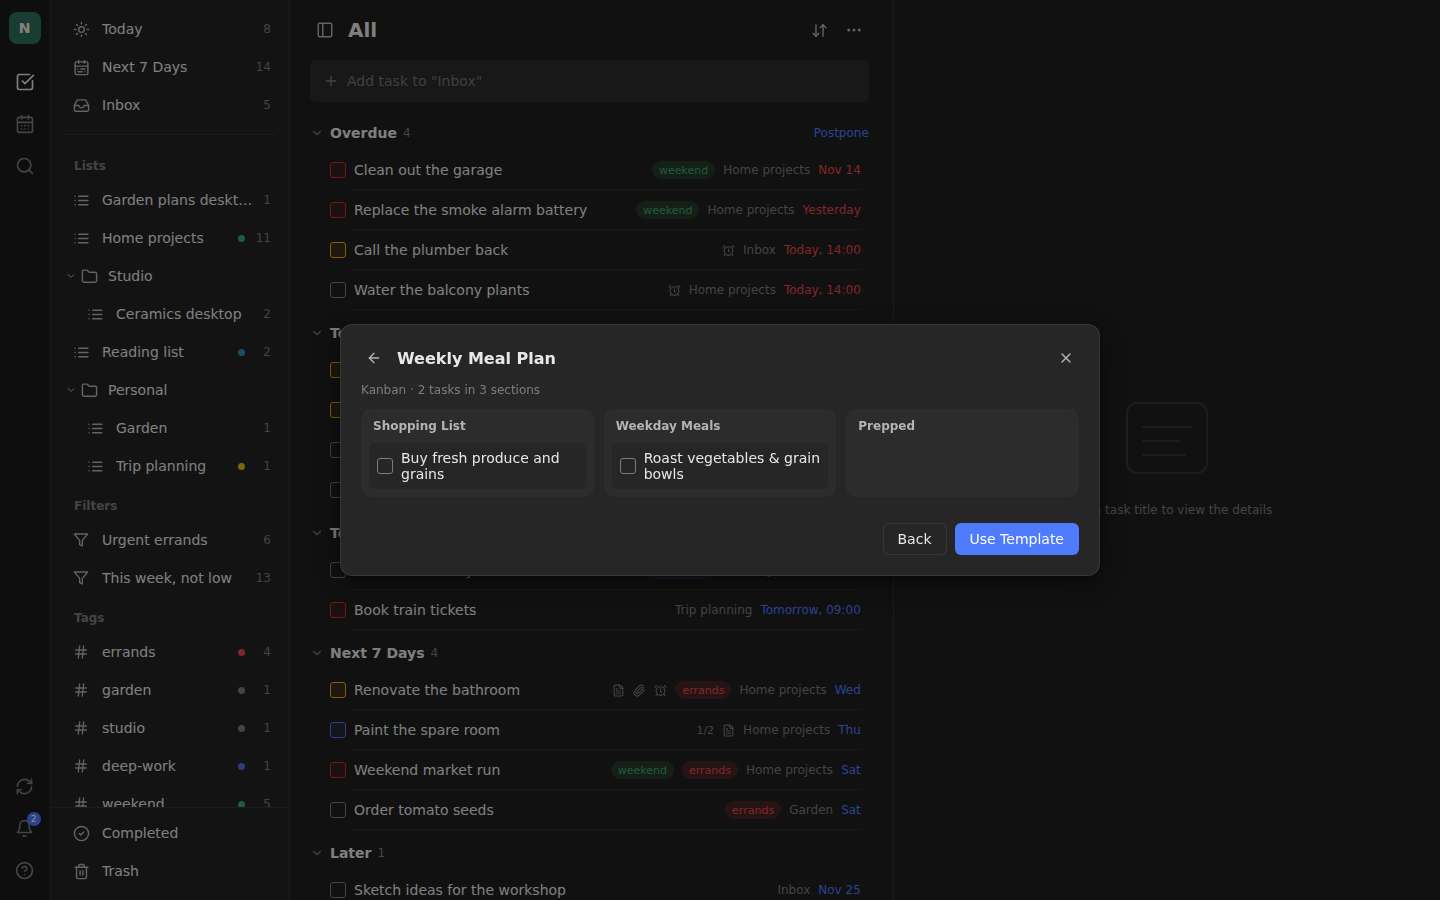 N
Today 8
Next 7 Days 14
Inbox 5
Lists
Garden plans deskt... 1
Home projects 11
Studio
Ceramics desktop 2
Reading list 2
Personal
Garden 1
Trip planning 1
Filters
Urgent errands 6
This week, not low 13
Tags
errands 4
garden 1
studio 1
deep-work 1
weekend 5
2
Completed
Trash
All
Add task to "Inbox"
Overdue 4 Postpone
Clean out the garage weekend Home projects Nov 14
Replace the smoke alarm battery weekend Home projects Yesterday
Call the plumber back Inbox Today, 14:00
Water the balcony plants Home projects Today, 14:00
Weekly Meal Plan
Kanban · 2 tasks in 3 sections
Shopping List
Buy fresh produce and
grains
Weekday Meals
Roast vegetables & grain
bowls
Prepped
Back
Use Template
Book train tickets Trip planning Tomorrow, 09:00
Next 7 Days 4
Renovate the bathroom errands Home projects Wed
Paint the spare room 1/2 Home projects Thu
Weekend market run weekend errands Home projects Sat
Order tomato seeds errands Garden Sat
Later 1
Sketch ideas for the workshop Inbox Nov 25
task title to view the details